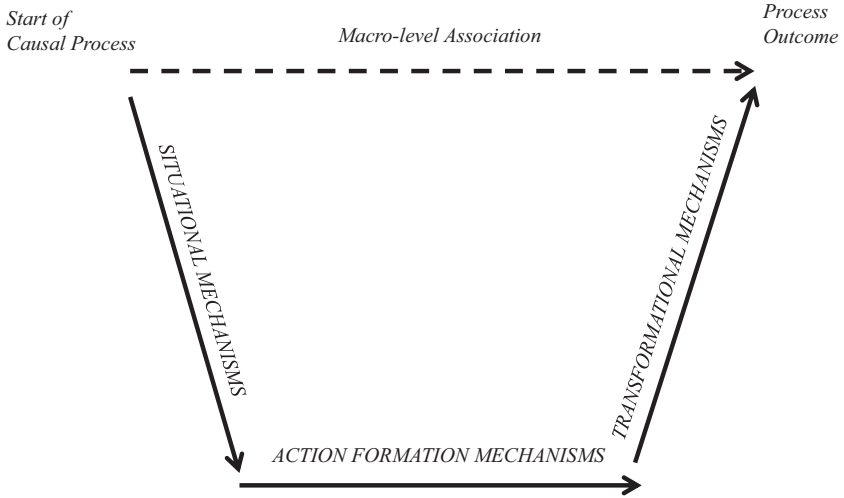 Start of
Causal Process
Macro-level Association
Process
Outcome
SITUATIONAL MECHANISMS
TRANSFORMATIONAL MECHANISMS
ACTION FORMATION MECHANISMS